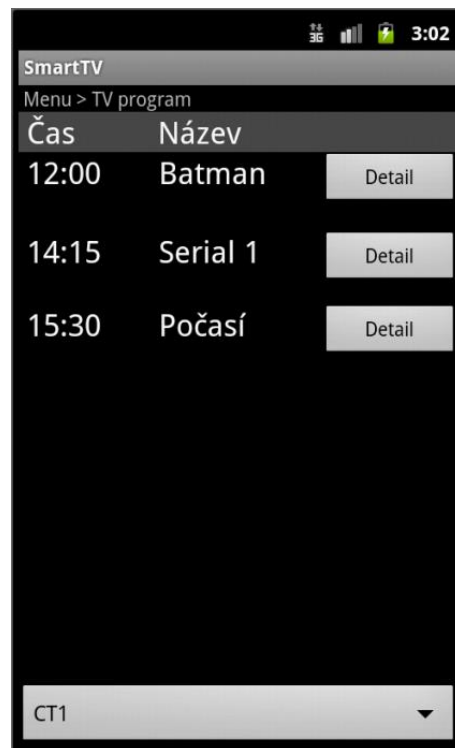 3G 3:02
SmartTV
Menu > TV program
Čas Název
12:00 Batman Detail
14:15 Serial 1 Detail
15:30 Počasí Detail
CT1